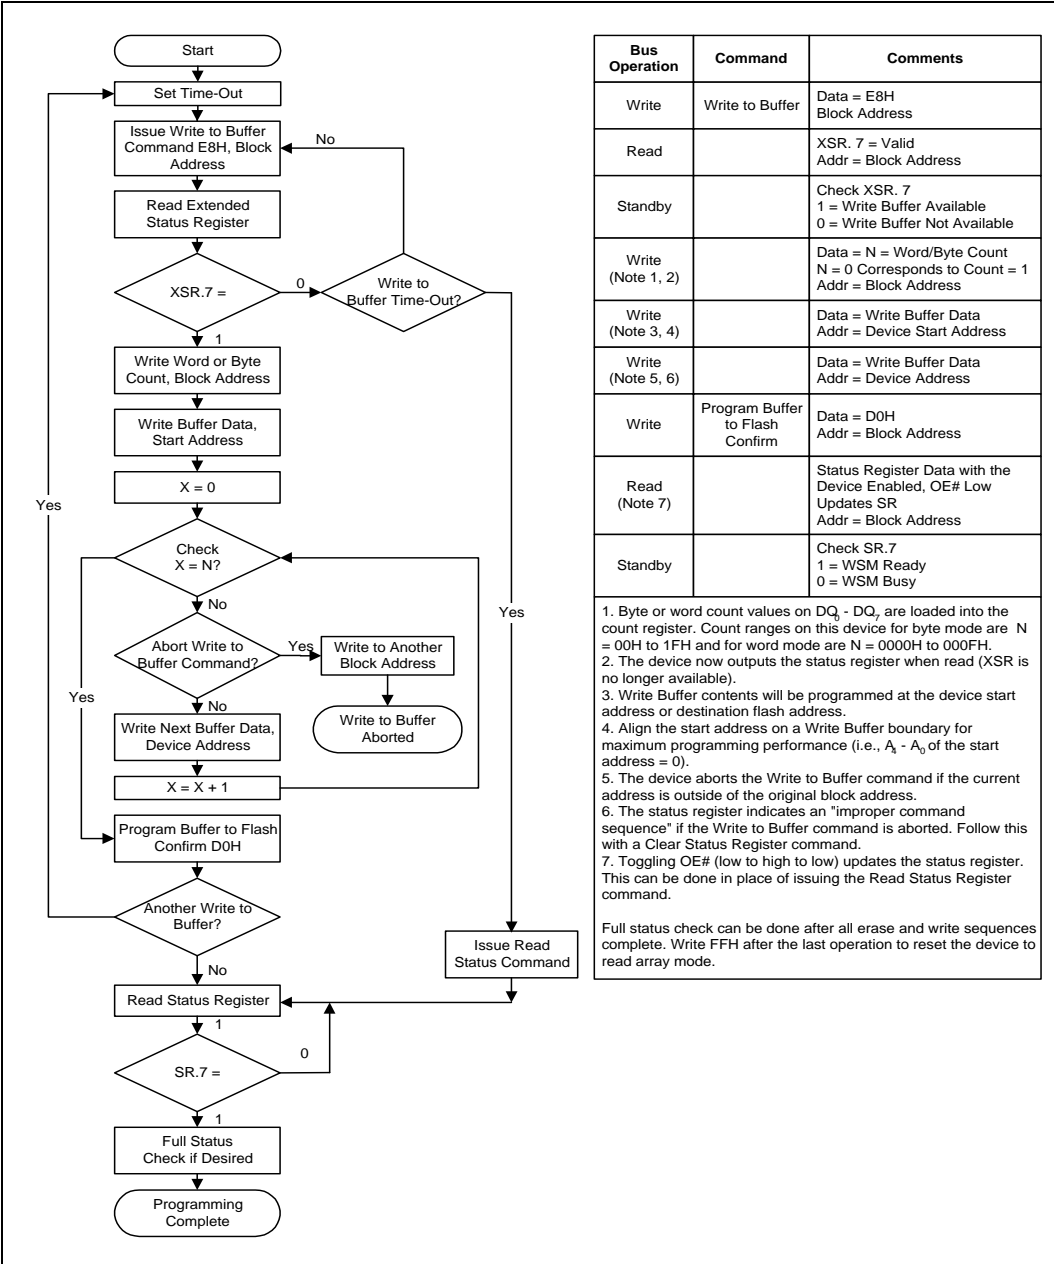 Start
Set Time-Out
Issue Write to Buffer
Command E8H, Block
Address
No
Read Extended
Status Register
XSR.7 =
0
Write to
Buffer Time-Out?
1
Write Word or Byte
Count, Block Address
Write Buffer Data,
Start Address
X = 0
Yes
Check
X = N?
No
Yes
Abort Write to
Buffer Command?
Yes
Write to Another
Block Address
Yes
No
Write to Buffer
Aborted
Write Next Buffer Data,
Device Address
X = X + 1
Program Buffer to Flash
Confirm D0H
Another Write to
Buffer?
Issue Read
Status Command
No
Read Status Register
1
0
SR.7 =
1
Full Status
Check if Desired
Programming
Complete
Bus
Operation
Command
Comments
Write
Write to Buffer
Data = E8H
Block Address
Read
XSR. 7 = Valid
Addr = Block Address
Standby
Check XSR. 7
1 = Write Buffer Available
0 = Write Buffer Not Available
Write
(Note 1, 2)
Data = N = Word/Byte Count
N = 0 Corresponds to Count = 1
Addr = Block Address
Write
(Note 3, 4)
Data = Write Buffer Data
Addr = Device Start Address
Write
(Note 5, 6)
Data = Write Buffer Data
Addr = Device Address
Write
Program Buffer
to Flash
Confirm
Data = D0H
Addr = Block Address
Read
(Note 7)
Status Register Data with the
Device Enabled, OE# Low
Updates SR
Addr = Block Address
Standby
Check SR.7
1 = WSM Ready
0 = WSM Busy
1. Byte or word count values on DQ0 - DQ7 are loaded into the
count register. Count ranges on this device for byte mode are N
= 00H to 1FH and for word mode are N = 0000H to 000FH.
2. The device now outputs the status register when read (XSR is
no longer available).
3. Write Buffer contents will be programmed at the device start
address or destination flash address.
4. Align the start address on a Write Buffer boundary for
maximum programming performance (i.e., A4 - A0 of the start
address = 0).
5. The device aborts the Write to Buffer command if the current
address is outside of the original block address.
6. The status register indicates an "improper command
sequence" if the Write to Buffer command is aborted. Follow this
with a Clear Status Register command.
7. Toggling OE# (low to high to low) updates the status register.
This can be done in place of issuing the Read Status Register
command.
Full status check can be done after all erase and write sequences
complete. Write FFH after the last operation to reset the device to
read array mode.